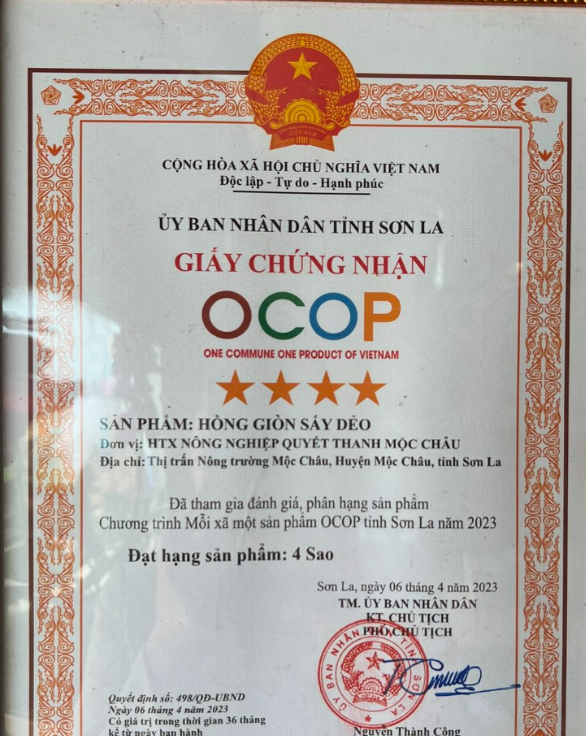 CỘNG HÒA XÃ HỘI CHỦ NGHĨA VIỆT NAM
Độc lập - Tự do - Hạnh phúc
ỦY BAN NHÂN DÂN TỈNH SƠN LA
GIẤY CHỨNG NHẬN
OCOP
ONE COMMUNE ONE PRODUCT OF VIETNAM
SẢN PHẨM: HỒNG GIÒN SẤY DẺO
Đơn vị: HTX NÔNG NGHIỆP QUYẾT THANH MỘC CHÂU
Địa chỉ: Thị trấn Nông trường Mộc Châu, Huyện Mộc Châu, tỉnh Sơn La
Đã tham gia đánh giá, phân hạng sản phẩm
Chương trình Mỗi xã một sản phẩm OCOP tỉnh Sơn La năm 2023
Đạt hạng sản phẩm: 4 Sao
Sơn La, ngày 06 tháng 4 năm 2023
TM. ỦY BAN NHÂN DÂN
KT. CHỦ TỊCH
PHÓ CHỦ TỊCH
ỦY BAN NHÂN DÂN TỈNH SƠN LA
Quyết định số: 498/QĐ-UBND
Ngày 06 tháng 4 năm 2023
Có giá trị trong thời gian 36 tháng
kể từ ngày ban hành
Nguyễn Thành Công